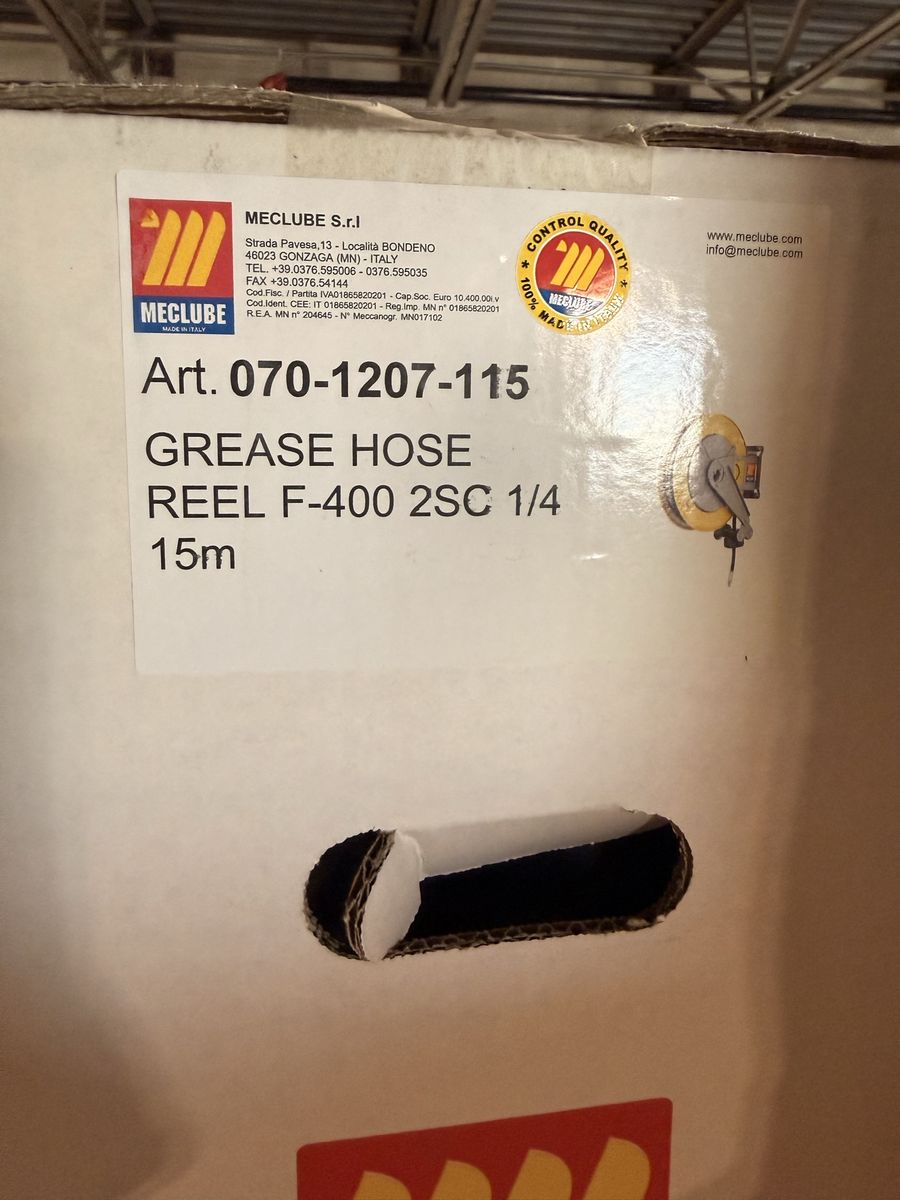 MECLUBE
MADE IN ITALY
MECLUBE S.r.l
Strada Pavesa,13 - Località BONDENO
46023 GONZAGA (MN) - ITALY
TEL. +39.0376.595006 - 0376.595035
FAX +39.0376.54144
Cod.Fisc. / Partita IVA01865820201 - Cap.Soc. Euro 10.400.00i.v
Cod.Ident. CEE: IT 01865820201 - Reg.Imp. MN n° 01865820201
R.E.A. MN n° 204645 - N° Meccanogr. MN017102
CONTROL QUALITY
MECLUBE
100% MADE IN ITALY
www.meclube.com
info@meclube.com
Art. 070-1207-115
GREASE HOSE
REEL F-400 2SC 1/4
15m